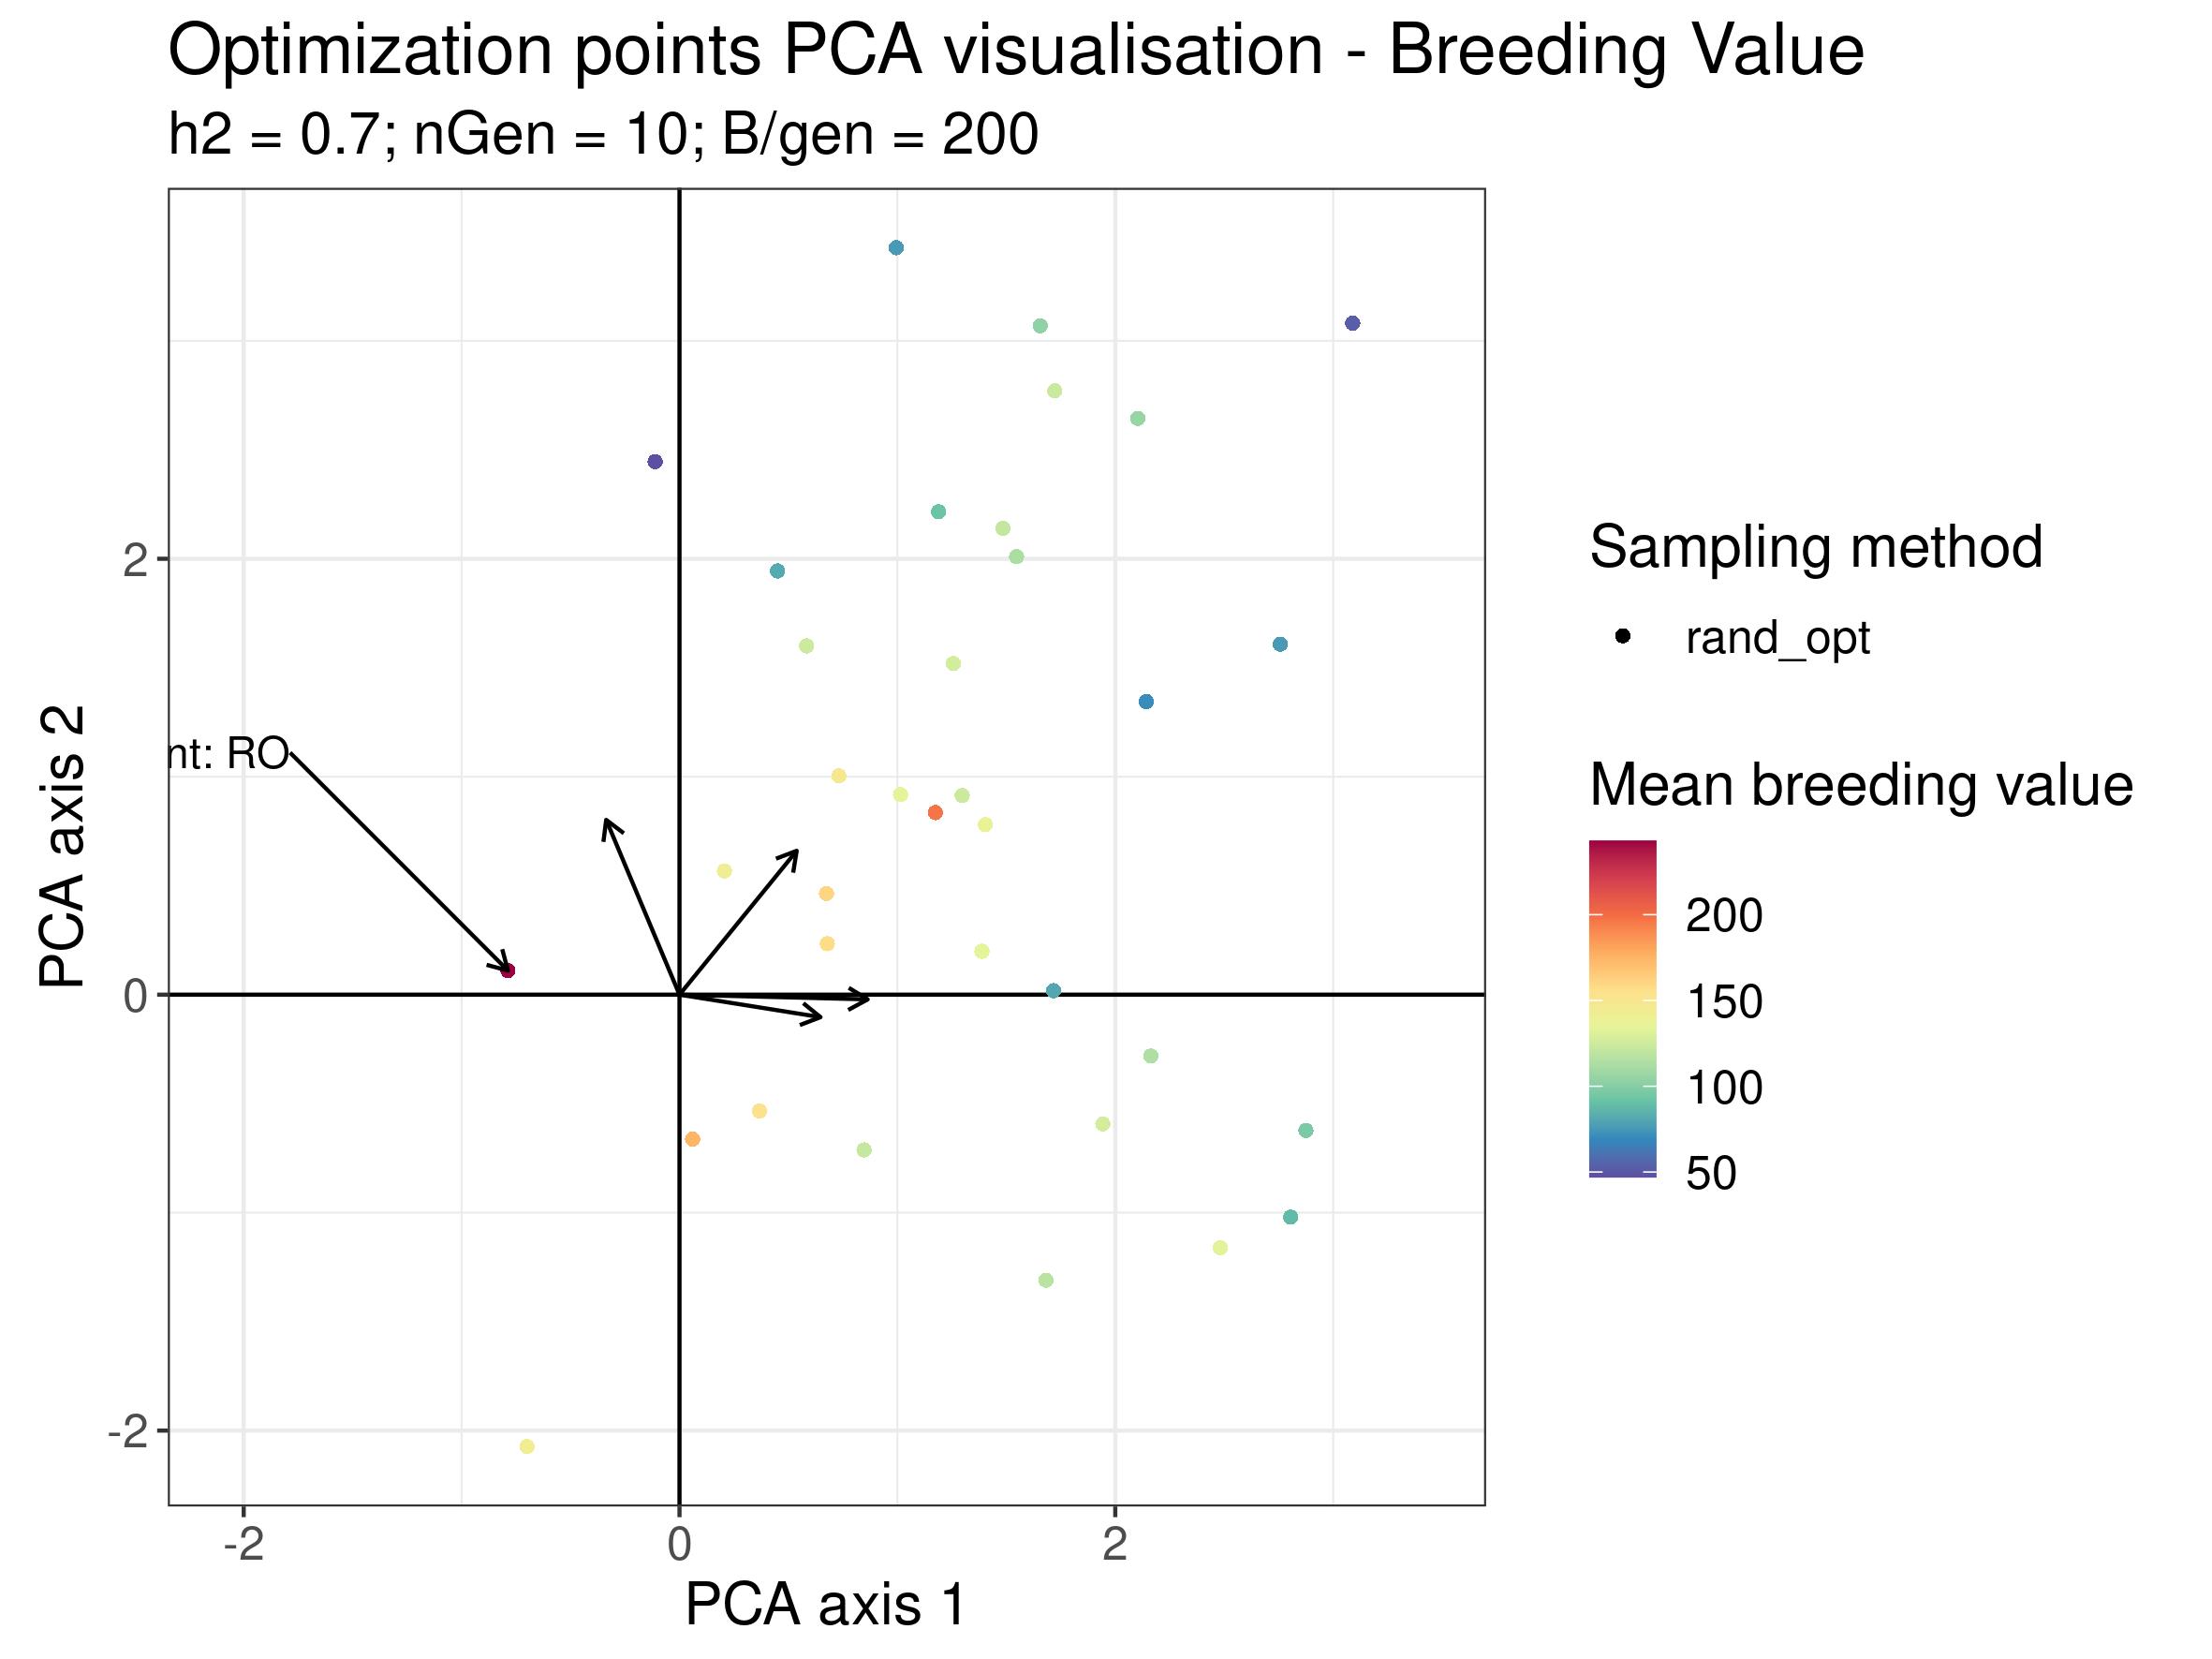 Optimization points PCA visualisation - Breeding Value
h2 = 0.7; nGen = 10; B/gen = 200
PCA axis 2
2
0
-2
nt: RO
-2
0
2
PCA axis 1
Sampling method
rand_opt
Mean breeding value
200
150
100
50